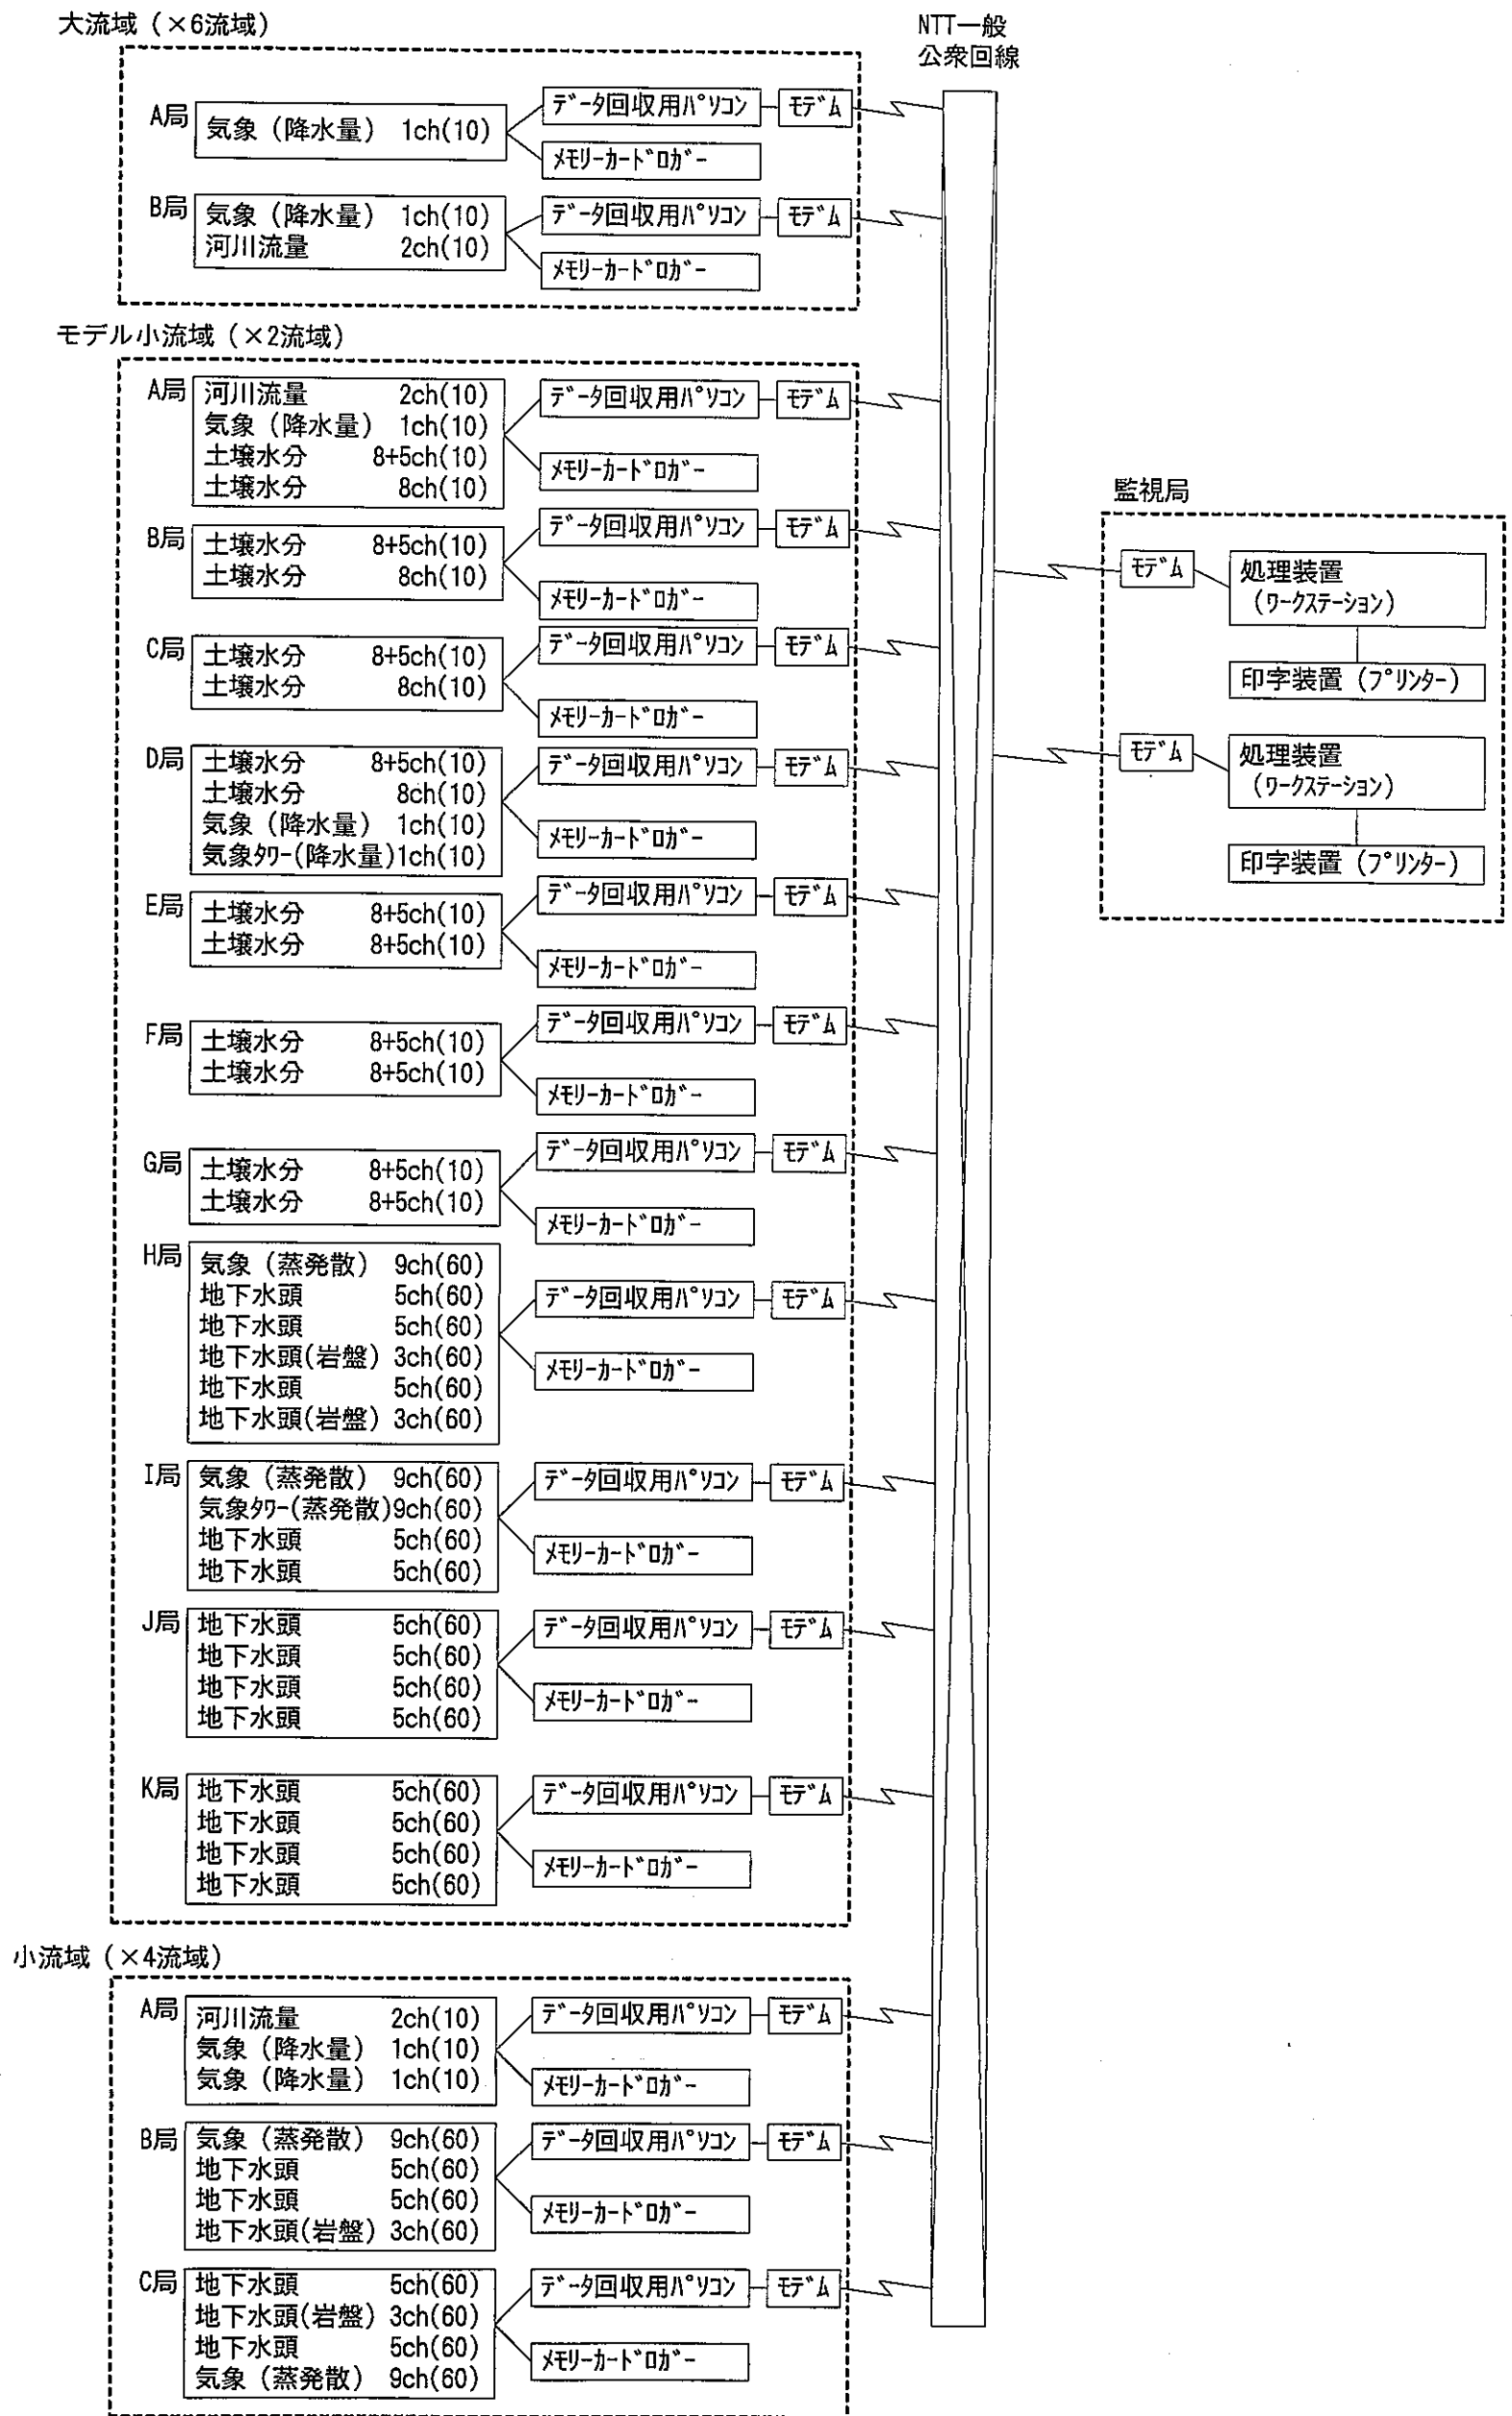 大流域（×6流域）
NTT一般
公衆回線
A局
気象（降水量） 1ch(10)
ﾃﾞｰﾀ回収用ﾊﾟｿｺﾝ
ﾓﾃﾞﾑ
ﾒﾓﾘｰｶｰﾄﾞﾛｶﾞｰ
B局
気象（降水量） 1ch(10)
河川流量 2ch(10)
ﾃﾞｰﾀ回収用ﾊﾟｿｺﾝ
ﾓﾃﾞﾑ
ﾒﾓﾘｰｶｰﾄﾞﾛｶﾞｰ
モデル小流域（×2流域）
A局
河川流量 2ch(10)
気象（降水量） 1ch(10)
土壌水分 8+5ch(10)
土壌水分 8ch(10)
ﾃﾞｰﾀ回収用ﾊﾟｿｺﾝ
ﾓﾃﾞﾑ
ﾒﾓﾘｰｶｰﾄﾞﾛｶﾞｰ
B局
土壌水分 8+5ch(10)
土壌水分 8ch(10)
ﾃﾞｰﾀ回収用ﾊﾟｿｺﾝ
ﾓﾃﾞﾑ
ﾒﾓﾘｰｶｰﾄﾞﾛｶﾞｰ
C局
土壌水分 8+5ch(10)
土壌水分 8ch(10)
ﾃﾞｰﾀ回収用ﾊﾟｿｺﾝ
ﾓﾃﾞﾑ
ﾒﾓﾘｰｶｰﾄﾞﾛｶﾞｰ
D局
土壌水分 8+5ch(10)
土壌水分 8ch(10)
気象（降水量） 1ch(10)
気象ﾀﾜｰ(降水量)1ch(10)
ﾃﾞｰﾀ回収用ﾊﾟｿｺﾝ
ﾓﾃﾞﾑ
ﾒﾓﾘｰｶｰﾄﾞﾛｶﾞｰ
E局
土壌水分 8+5ch(10)
土壌水分 8+5ch(10)
ﾃﾞｰﾀ回収用ﾊﾟｿｺﾝ
ﾓﾃﾞﾑ
ﾒﾓﾘｰｶｰﾄﾞﾛｶﾞｰ
F局
土壌水分 8+5ch(10)
土壌水分 8+5ch(10)
ﾃﾞｰﾀ回収用ﾊﾟｿｺﾝ
ﾓﾃﾞﾑ
ﾒﾓﾘｰｶｰﾄﾞﾛｶﾞｰ
G局
土壌水分 8+5ch(10)
土壌水分 8+5ch(10)
ﾃﾞｰﾀ回収用ﾊﾟｿｺﾝ
ﾓﾃﾞﾑ
ﾒﾓﾘｰｶｰﾄﾞﾛｶﾞｰ
H局
気象（蒸発散） 9ch(60)
地下水頭 5ch(60)
地下水頭 5ch(60)
地下水頭(岩盤) 3ch(60)
地下水頭 5ch(60)
地下水頭(岩盤) 3ch(60)
ﾃﾞｰﾀ回収用ﾊﾟｿｺﾝ
ﾓﾃﾞﾑ
ﾒﾓﾘｰｶｰﾄﾞﾛｶﾞｰ
I局
気象（蒸発散） 9ch(60)
気象ﾀﾜｰ(蒸発散)9ch(60)
地下水頭 5ch(60)
地下水頭 5ch(60)
ﾃﾞｰﾀ回収用ﾊﾟｿｺﾝ
ﾓﾃﾞﾑ
ﾒﾓﾘｰｶｰﾄﾞﾛｶﾞｰ
J局
地下水頭 5ch(60)
地下水頭 5ch(60)
地下水頭 5ch(60)
地下水頭 5ch(60)
ﾃﾞｰﾀ回収用ﾊﾟｿｺﾝ
ﾓﾃﾞﾑ
ﾒﾓﾘｰｶｰﾄﾞﾛｶﾞｰ
K局
地下水頭 5ch(60)
地下水頭 5ch(60)
地下水頭 5ch(60)
地下水頭 5ch(60)
ﾃﾞｰﾀ回収用ﾊﾟｿｺﾝ
ﾓﾃﾞﾑ
ﾒﾓﾘｰｶｰﾄﾞﾛｶﾞｰ
小流域（×4流域）
A局
河川流量 2ch(10)
気象（降水量） 1ch(10)
気象（降水量） 1ch(10)
ﾃﾞｰﾀ回収用ﾊﾟｿｺﾝ
ﾓﾃﾞﾑ
ﾒﾓﾘｰｶｰﾄﾞﾛｶﾞｰ
B局
気象（蒸発散） 9ch(60)
地下水頭 5ch(60)
地下水頭 5ch(60)
地下水頭(岩盤) 3ch(60)
ﾃﾞｰﾀ回収用ﾊﾟｿｺﾝ
ﾓﾃﾞﾑ
ﾒﾓﾘｰｶｰﾄﾞﾛｶﾞｰ
C局
地下水頭 5ch(60)
地下水頭(岩盤) 3ch(60)
地下水頭 5ch(60)
気象（蒸発散） 9ch(60)
ﾃﾞｰﾀ回収用ﾊﾟｿｺﾝ
ﾓﾃﾞﾑ
ﾒﾓﾘｰｶｰﾄﾞﾛｶﾞｰ
監視局
ﾓﾃﾞﾑ
処理装置
（ﾜｰｸｽﾃｰｼｮﾝ）
印字装置（ﾌﾟﾘﾝﾀｰ）
ﾓﾃﾞﾑ
処理装置
（ﾜｰｸｽﾃｰｼｮﾝ）
印字装置（ﾌﾟﾘﾝﾀｰ）